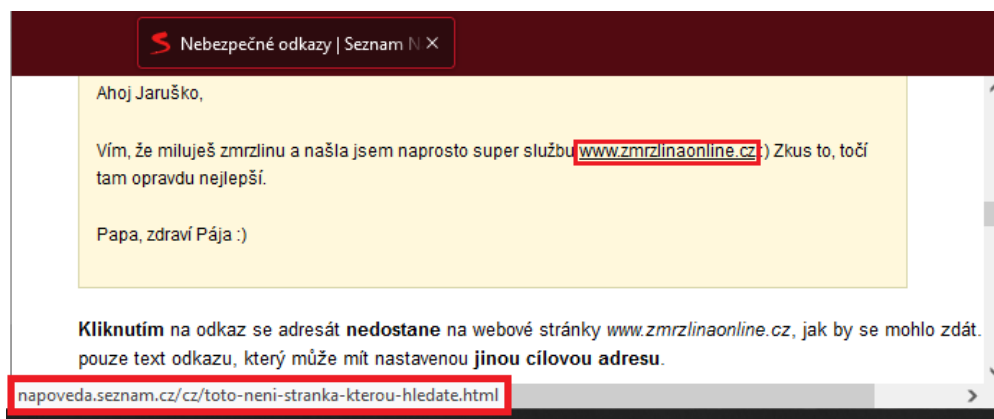 Nebezpečné odkazy | Seznam N
Ahoj Jaruško,
Vím, že miluješ zmrzlinu a našla jsem naprosto super službu www.zmrzlinaonline.cz :) Zkus to, točí
tam opravdu nejlepší.
Papa, zdraví Pája :)
Kliknutím na odkaz se adresát nedostane na webové stránky www.zmrzlinaonline.cz, jak by se mohlo zdát.
pouze text odkazu, který může mít nastavenou jinou cílovou adresu.
napoveda.seznam.cz/cz/toto-neni-stranka-kterou-hledate.html